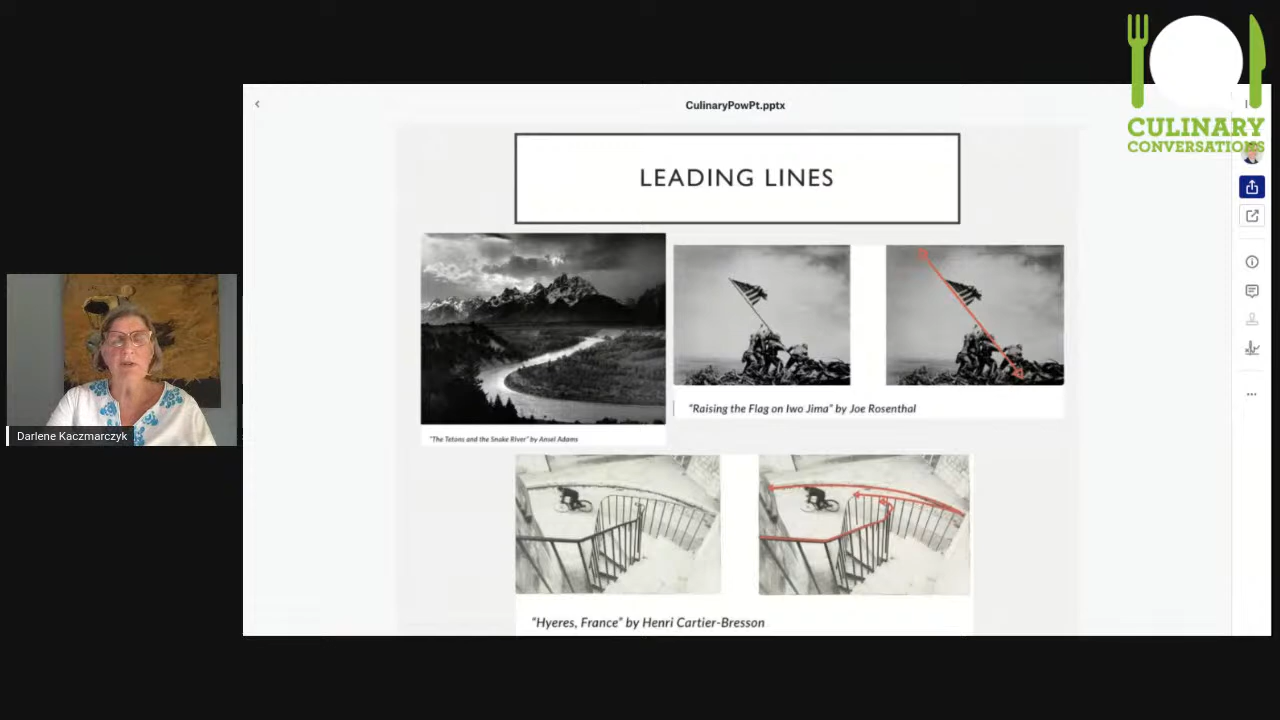 CULINARY
CONVERSATIONS
CulinaryPowPt.pptx
LEADING LINES
"The Tetons and the Snake River" by Ansel Adams
"Raising the Flag on Iwo Jima" by Joe Rosenthal
"Hyeres, France" by Henri Cartier-Bresson
Darlene Kaczmarczyk